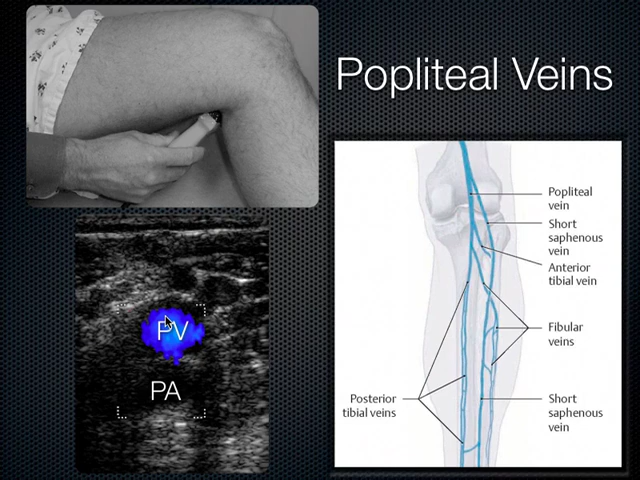 Popliteal Veins
PV
PA
Popliteal
vein
Short
saphenous
vein
Anterior
tibial vein
Fibular
veins
Posterior
tibial veins
Short
saphenous
vein